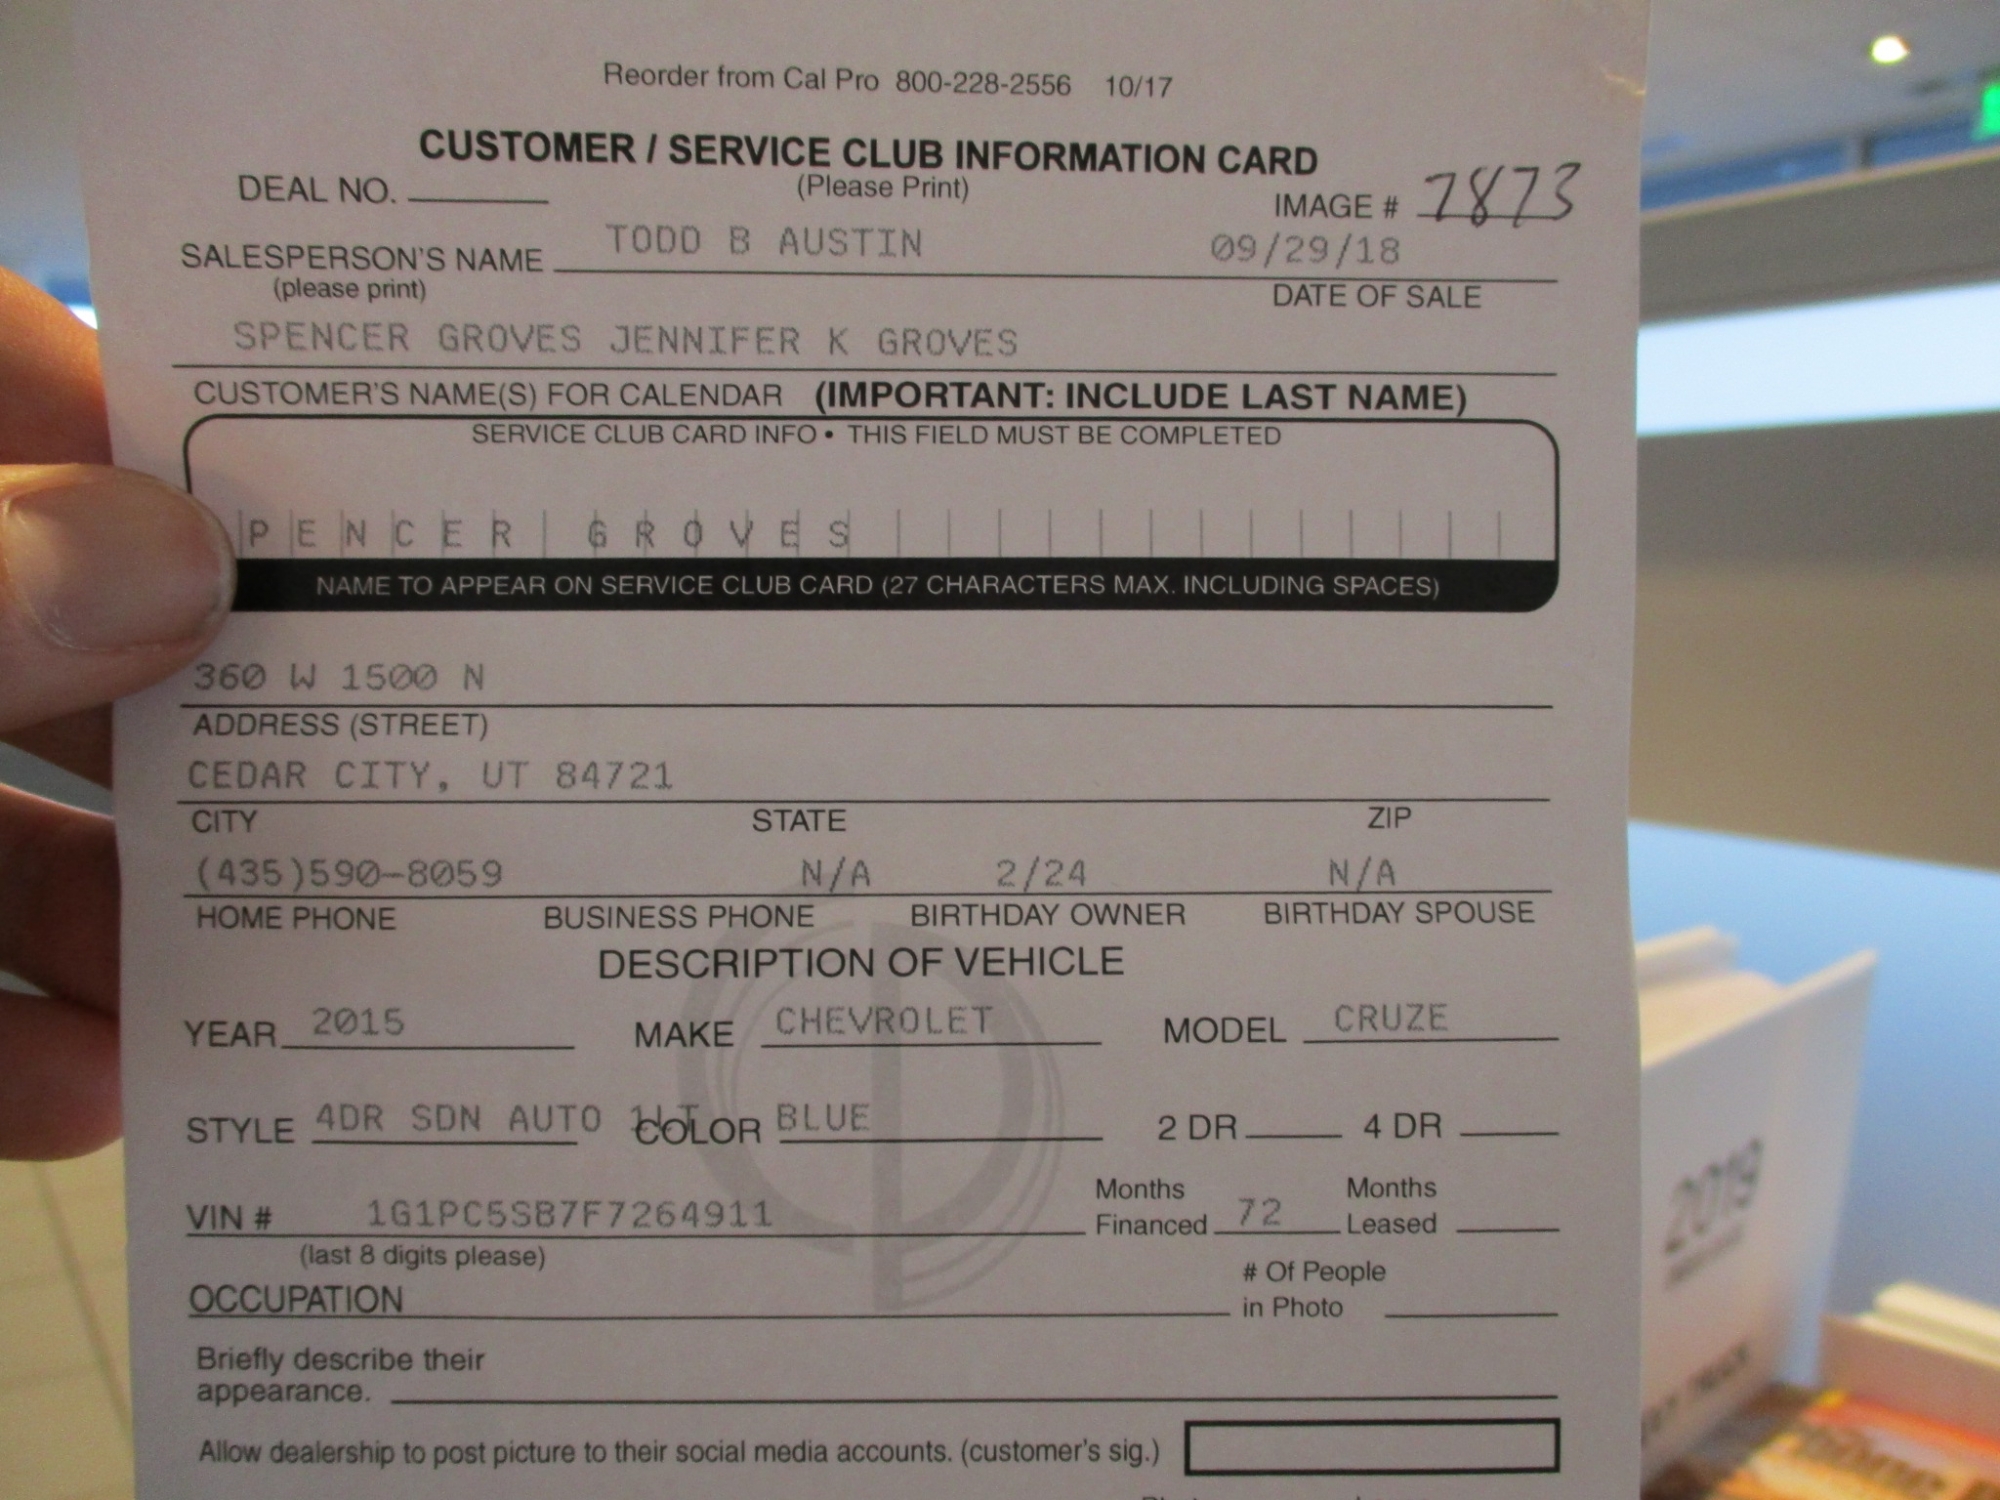 Reorder from Cal Pro 800-228-2556 10/17
CUSTOMER / SERVICE CLUB INFORMATION CARD
DEAL NO. (Please Print) IMAGE # 7873
SALESPERSON'S NAME TODD B AUSTIN 09/29/18
(please print) DATE OF SALE
SPENCER GROVES JENNIFER K GROVES
CUSTOMER'S NAME(S) FOR CALENDAR (IMPORTANT: INCLUDE LAST NAME)
SERVICE CLUB CARD INFO • THIS FIELD MUST BE COMPLETED
PENCER GROVES
NAME TO APPEAR ON SERVICE CLUB CARD (27 CHARACTERS MAX. INCLUDING SPACES)
360 W 1500 N
ADDRESS (STREET)
CEDAR CITY, UT 84721
CITY STATE ZIP
(435)590-8059 N/A 2/24 N/A
HOME PHONE BUSINESS PHONE BIRTHDAY OWNER BIRTHDAY SPOUSE
DESCRIPTION OF VEHICLE
YEAR 2015 MAKE CHEVROLET MODEL CRUZE
STYLE 4DR SDN AUTO 1LT COLOR BLUE 2 DR 4 DR
VIN # 1G1PC5SB7F7264911 Months Financed 72 Months Leased
(last 8 digits please)
OCCUPATION # Of People in Photo
Briefly describe their
appearance.
Allow dealership to post picture to their social media accounts. (customer's sig.)
2019